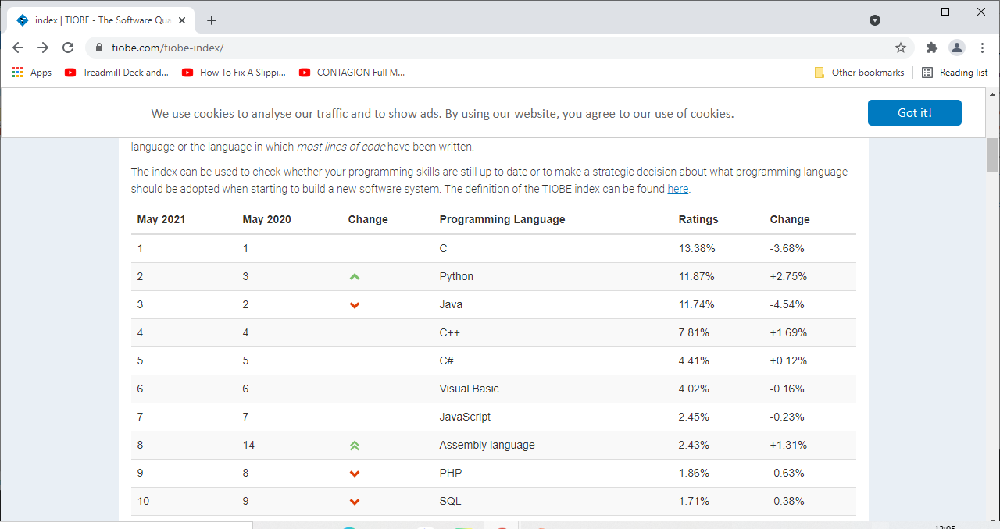 index | TIOBE - The Software Qua
tiobe.com/tiobe-index/
Apps Treadmill Deck and... How To Fix A Slippi... CONTAGION Full M... Other bookmarks Reading list
We use cookies to analyse our traffic and to show ads. By using our website, you agree to our use of cookies. Got it!
language or the language in which most lines of code have been written.
The index can be used to check whether your programming skills are still up to date or to make a strategic decision about what programming language
should be adopted when starting to build a new software system. The definition of the TIOBE index can be found here.
May 2021 May 2020 Change Programming Language Ratings Change
1 1 C 13.38% -3.68%
2 3 Python 11.87% +2.75%
3 2 Java 11.74% -4.54%
4 4 C++ 7.81% +1.69%
5 5 C# 4.41% +0.12%
6 6 Visual Basic 4.02% -0.16%
7 7 JavaScript 2.45% -0.23%
8 14 Assembly language 2.43% +1.31%
9 8 PHP 1.86% -0.63%
10 9 SQL 1.71% -0.38%